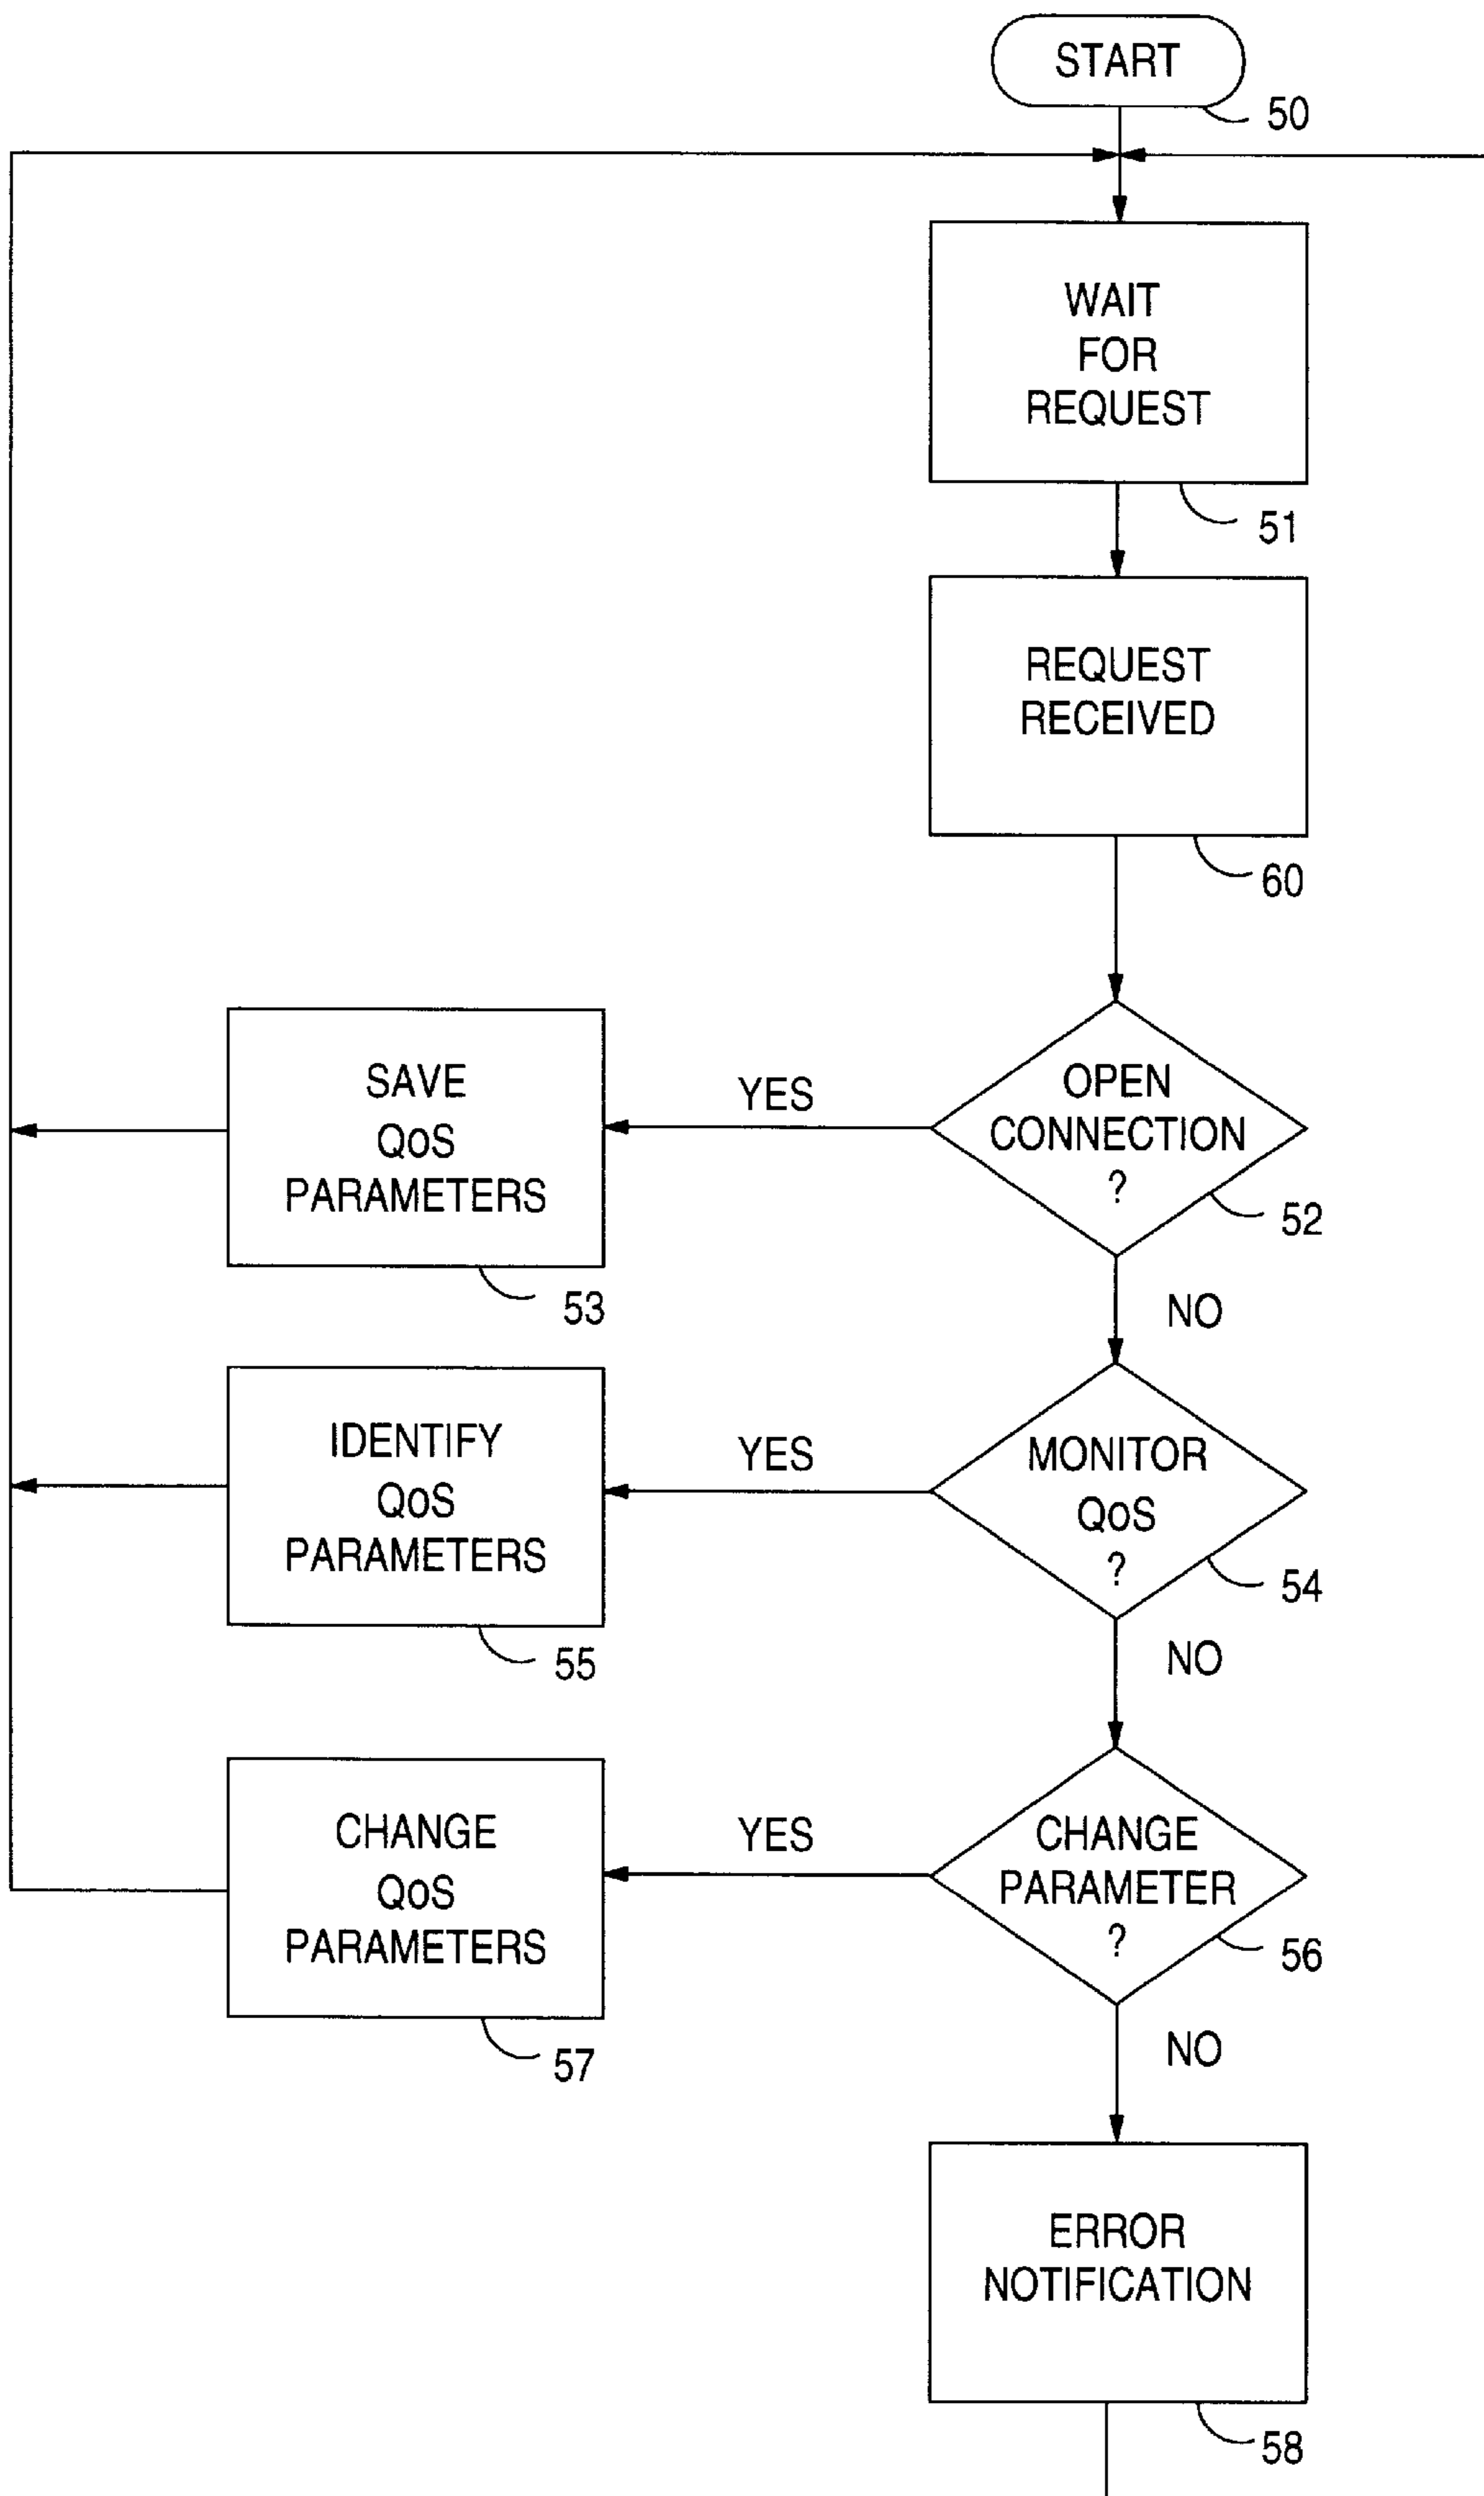 START
50
WAIT
FOR
REQUEST
51
REQUEST
RECEIVED
60
OPEN
CONNECTION
?
52
YES
SAVE
QoS
PARAMETERS
53
NO
MONITOR
QoS
?
54
YES
IDENTIFY
QoS
PARAMETERS
55
NO
CHANGE
PARAMETER
?
56
YES
CHANGE
QoS
PARAMETERS
57
NO
ERROR
NOTIFICATION
58